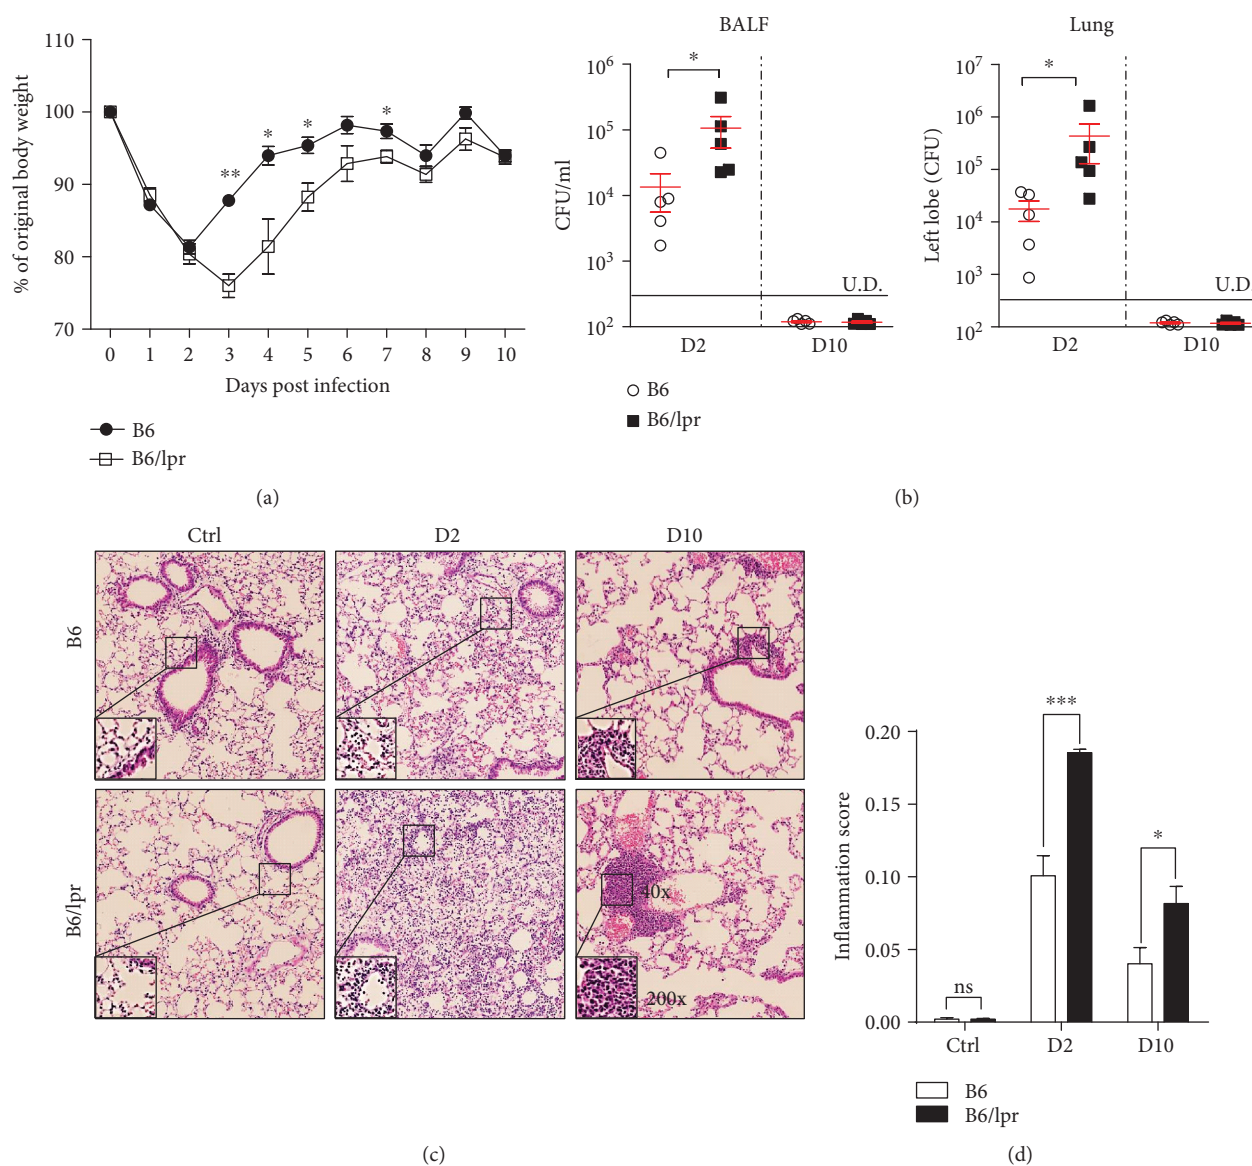 110
100
90
80
70
% of original body weight
** * * *
0 1 2 3 4 5 6 7 8 9 10
Days post infection
B6
B6/lpr
(a)
BALF
*
10⁶
10⁵
10⁴
10³
10²
CFU/ml
U.D.
D2 D10
Lung
*
10⁷
10⁶
10⁵
10⁴
10³
10²
Left lobe (CFU)
U.D.
D2 D10
B6
B6/lpr
(b)
Ctrl D2 D10
B6
B6/lpr
40x
200x
(c)
***
*
ns
0.20
0.15
0.10
0.05
0.00
Inflammation score
Ctrl D2 D10
B6
B6/lpr
(d)